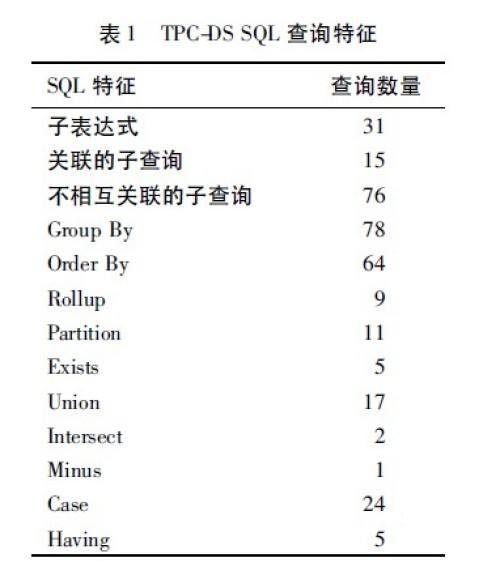 表1 TPC-DS SQL 查询特征
SQL 特征 查询数量
子表达式 31
关联的子查询 15
不相互关联的子查询 76
Group By 78
Order By 64
Rollup 9
Partition 11
Exists 5
Union 17
Intersect 2
Minus 1
Case 24
Having 5